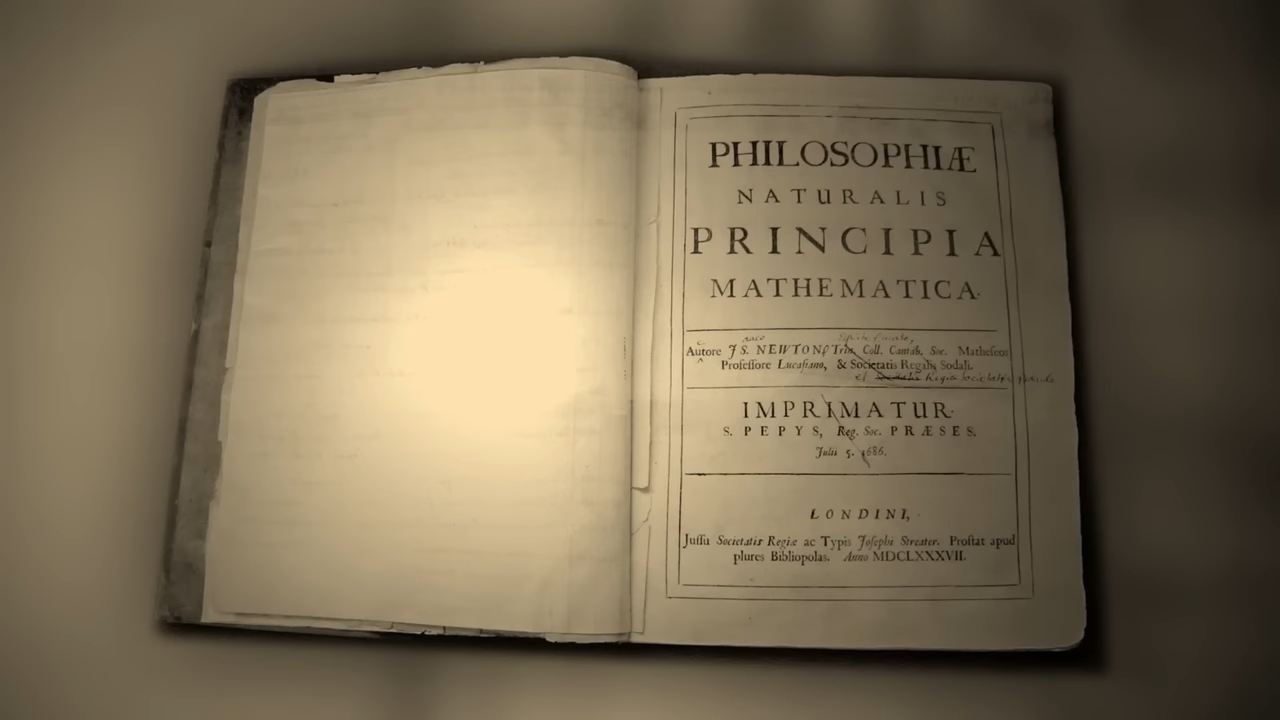 PHILOSOPHIÆ
NATURALIS
PRINCIPIA
MATHEMATICA.
Autore J S. NEWTON, Trin. Coll. Cantab. Soc. Matheseos
Professore Lucasiano, & Societatis Regalis Sodali.
IMPRIMATUR.
S. PEPYS, Reg. Soc. PRÆSES.
Julii 5. 1686.
LONDINI,
Jussu Societatis Regiæ ac Typis Josephi Streater. Prostat apud
plures Bibliopolas. Anno MDCLXXXVII.